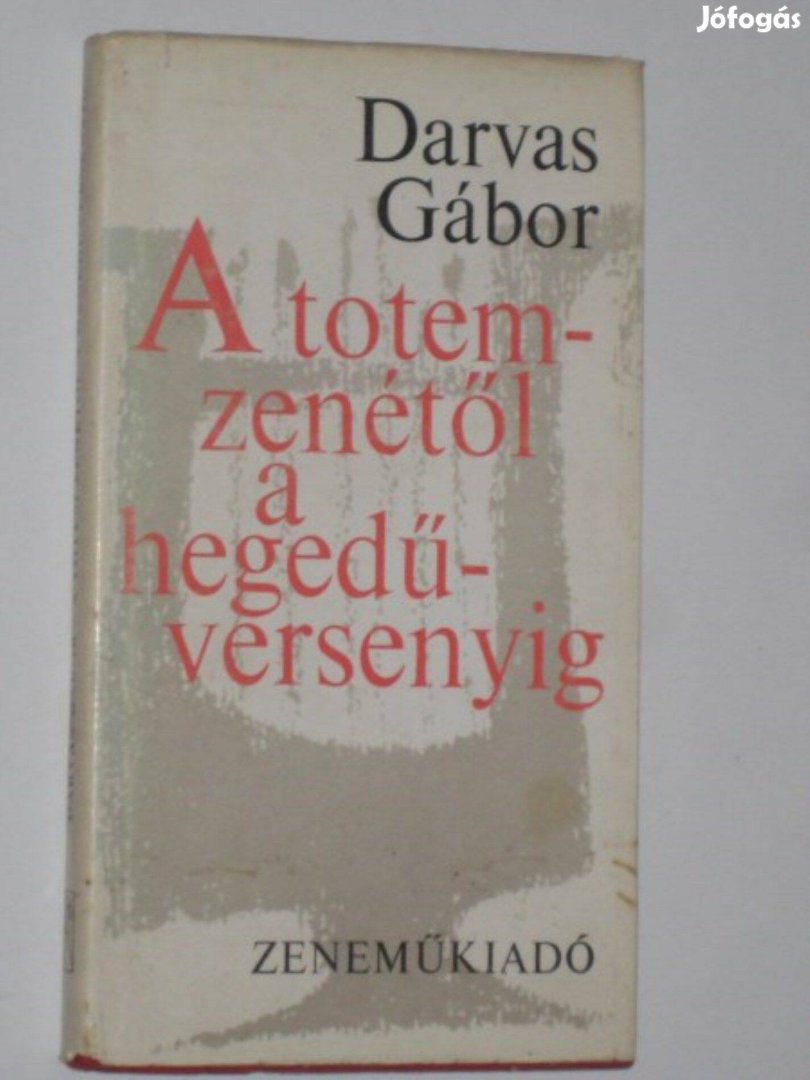 Jófogás
Darvas
Gábor
A totem-
zenétől
a
hegedű-
versenyig
ZENEMŰKIADÓ